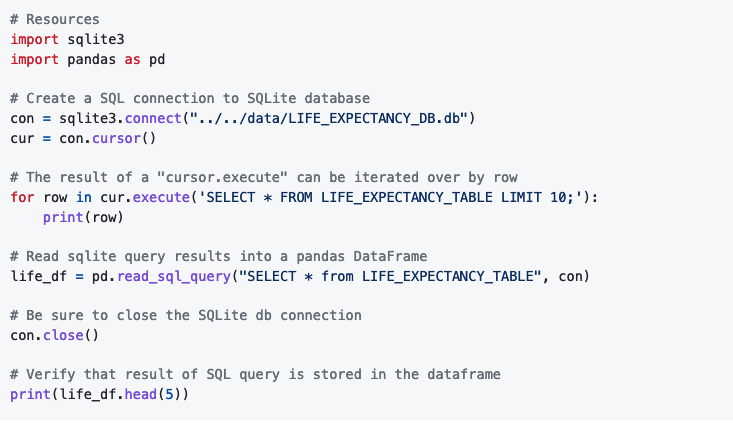 # Resources
import sqlite3
import pandas as pd
# Create a SQL connection to SQLite database
con = sqlite3.connect("../../data/LIFE_EXPECTANCY_DB.db")
cur = con.cursor()
# The result of a "cursor.execute" can be iterated over by row
for row in cur.execute('SELECT * FROM LIFE_EXPECTANCY_TABLE LIMIT 10;'):
    print(row)
# Read sqlite query results into a pandas DataFrame
life_df = pd.read_sql_query("SELECT * from LIFE_EXPECTANCY_TABLE", con)
# Be sure to close the SQLite db connection
con.close()
# Verify that result of SQL query is stored in the dataframe
print(life_df.head(5))